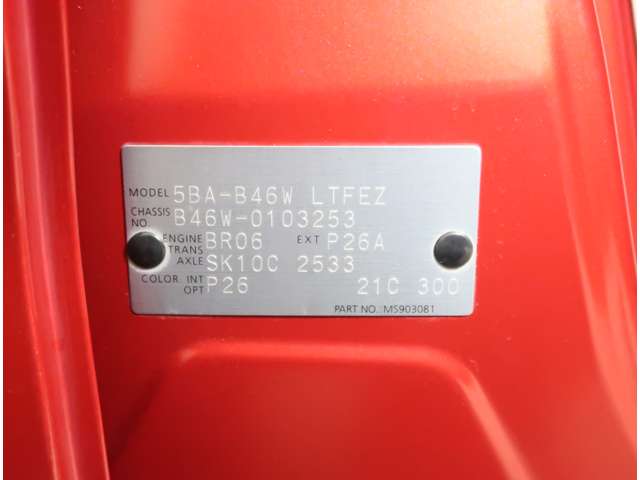 MODEL 5BA-B46W LTFEZ
CHASSIS NO. B46W-0103253
ENGINE BR06 EXT P26A
TRANS AXLE SK10C 2533
COLOR INT OPT P26 21C 300
PART NO. MS903081